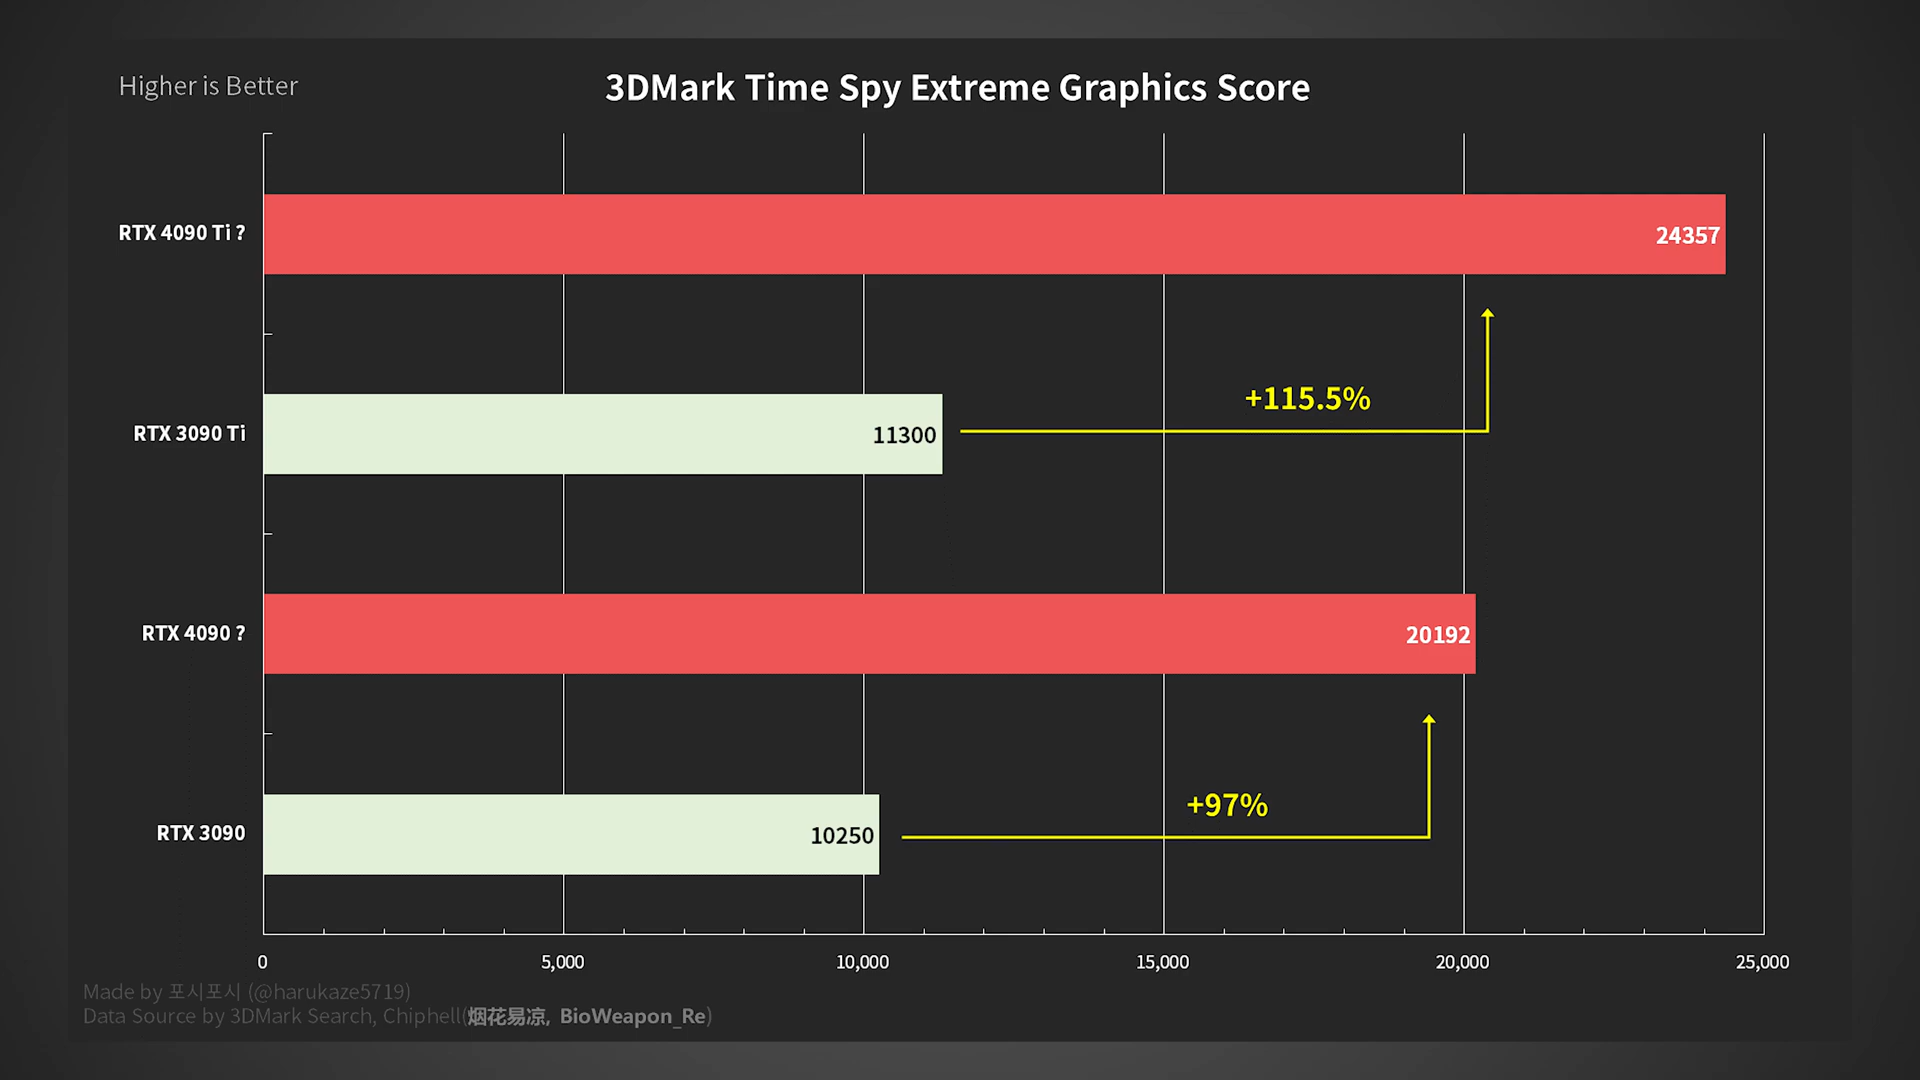 Higher is Better
3DMark Time Spy Extreme Graphics Score
RTX 4090 Ti ?
24357
+115.5%
RTX 3090 Ti
11300
RTX 4090 ?
20192
+97%
RTX 3090
10250
0 5,000 10,000 15,000 20,000 25,000
Made by 포시포시 (@harukaze5719)
Data Source by 3DMark Search, Chiphell(烟花易凉, BioWeapon_Re)